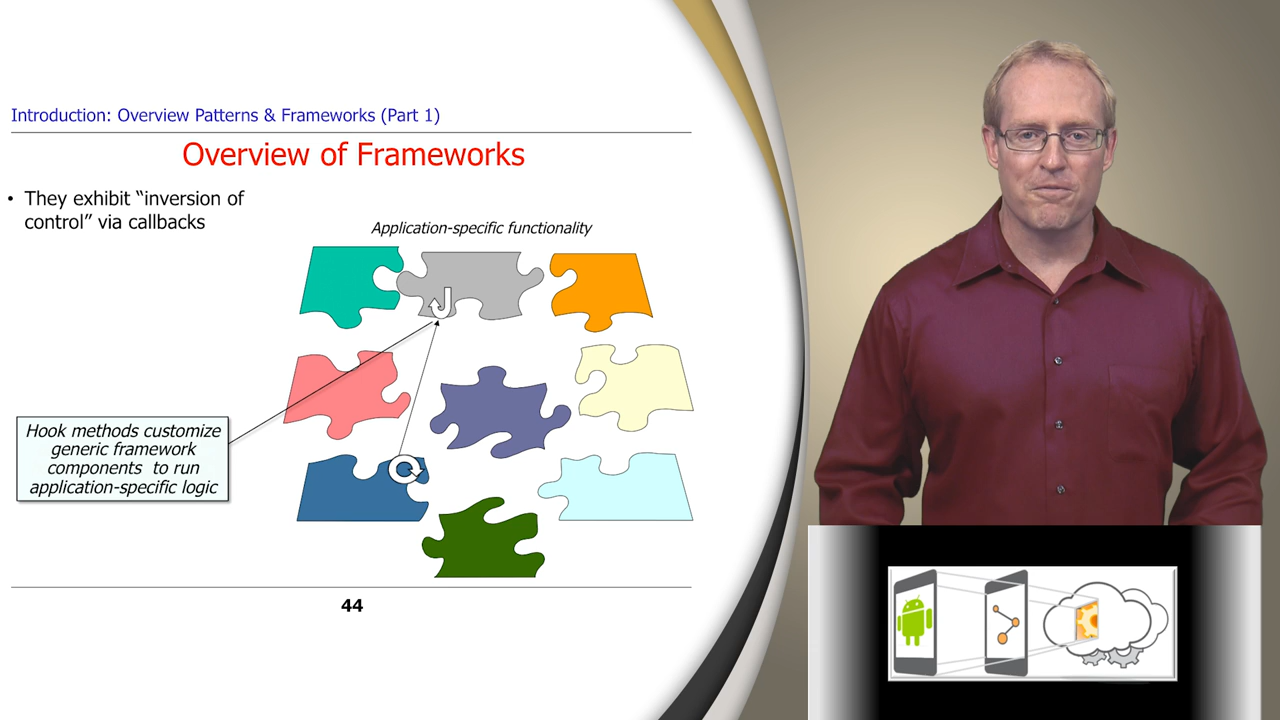 Introduction: Overview Patterns & Frameworks (Part 1)
Overview of Frameworks
• They exhibit “inversion of
control” via callbacks
Application-specific functionality
Hook methods customize
generic framework
components to run
application-specific logic
44